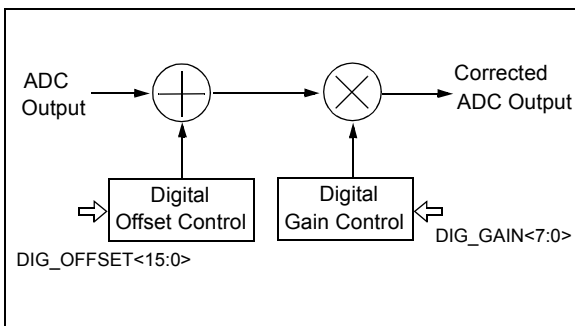 ADC
Output
Corrected
ADC Output
Digital
Offset Control
Digital
Gain Control
DIG_OFFSET<15:0>
DIG_GAIN<7:0>